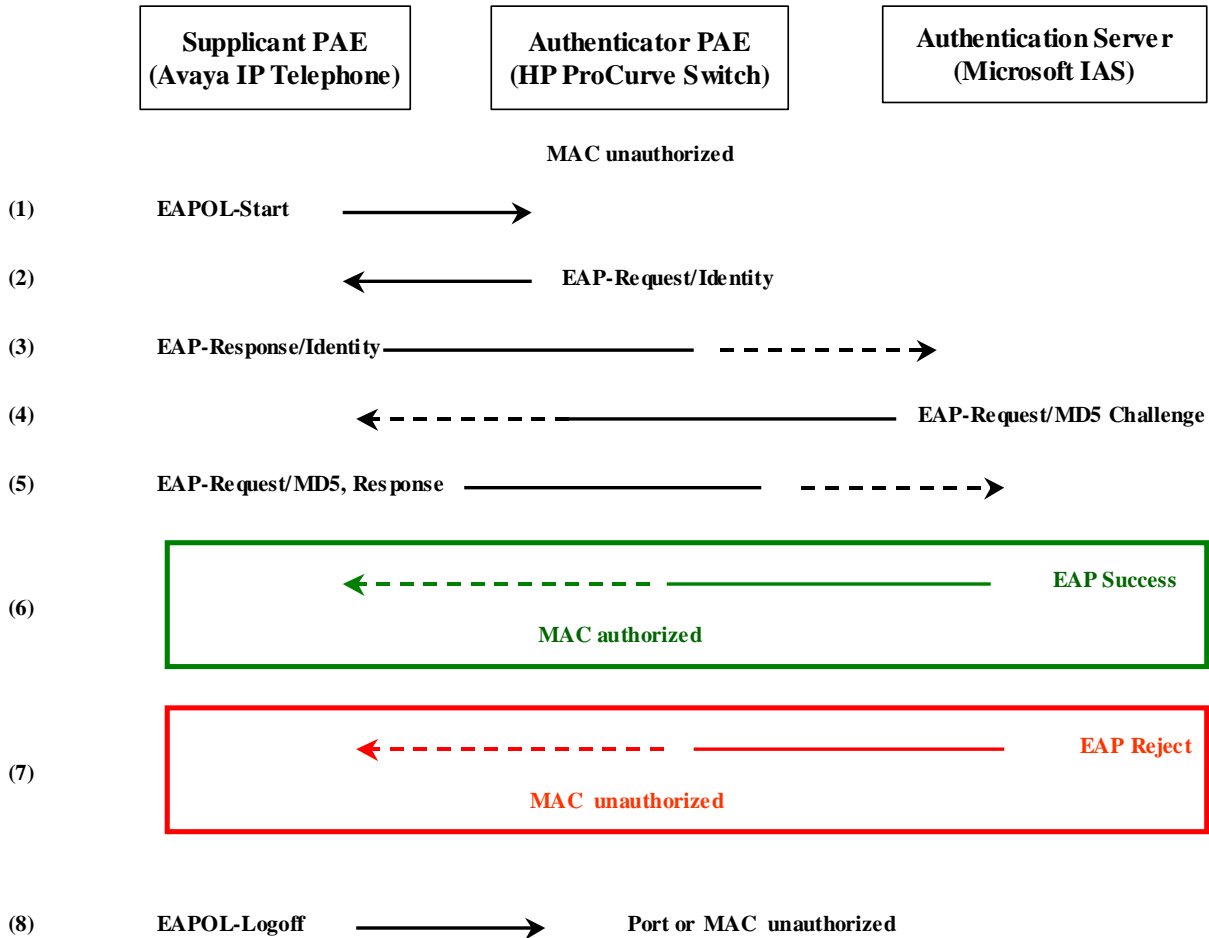 Supplicant PAE
(Avaya IP Telephone)
Authenticator PAE
(HP ProCurve Switch)
Authentication Server
(Microsoft IAS)
MAC unauthorized
(1) EAPOL-Start
(2) EAP-Request/Identity
(3) EAP-Response/Identity
(4) EAP-Request/MD5 Challenge
(5) EAP-Request/MD5, Response
(6) EAP Success
MAC authorized
(7) EAP Reject
MAC unauthorized
(8) EAPOL-Logoff Port or MAC unauthorized